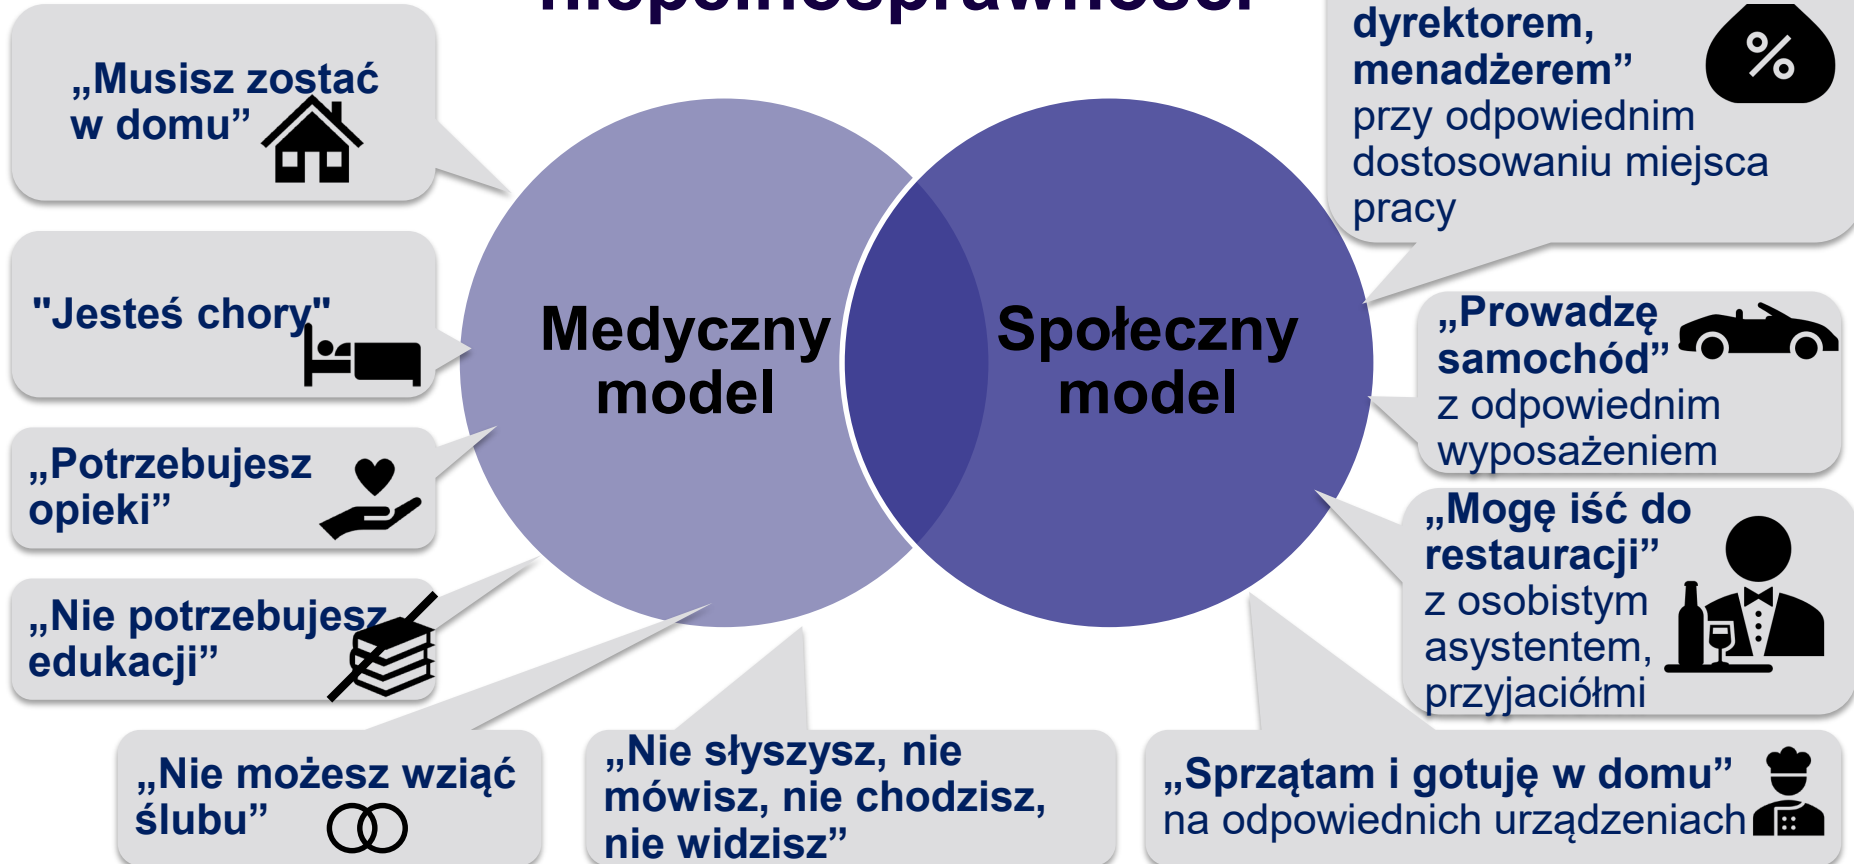 niepełnosprawności
„Musisz zostać
w domu”
"Jesteś chory"
„Potrzebujesz
opieki”
„Nie potrzebujesz
edukacji”
„Nie możesz wziąć
ślubu”
„Nie słyszysz, nie
mówisz, nie chodzisz,
nie widzisz”
Medyczny
model
Społeczny
model
dyrektorem,
menadżerem”
przy odpowiednim
dostosowaniu miejsca
pracy
%
„Prowadzę
samochód”
z odpowiednim
wyposażeniem
„Mogę iść do
restauracji”
z osobistym
asystentem,
przyjaciółmi
„Sprzątam i gotuję w domu”
na odpowiednich urządzeniach